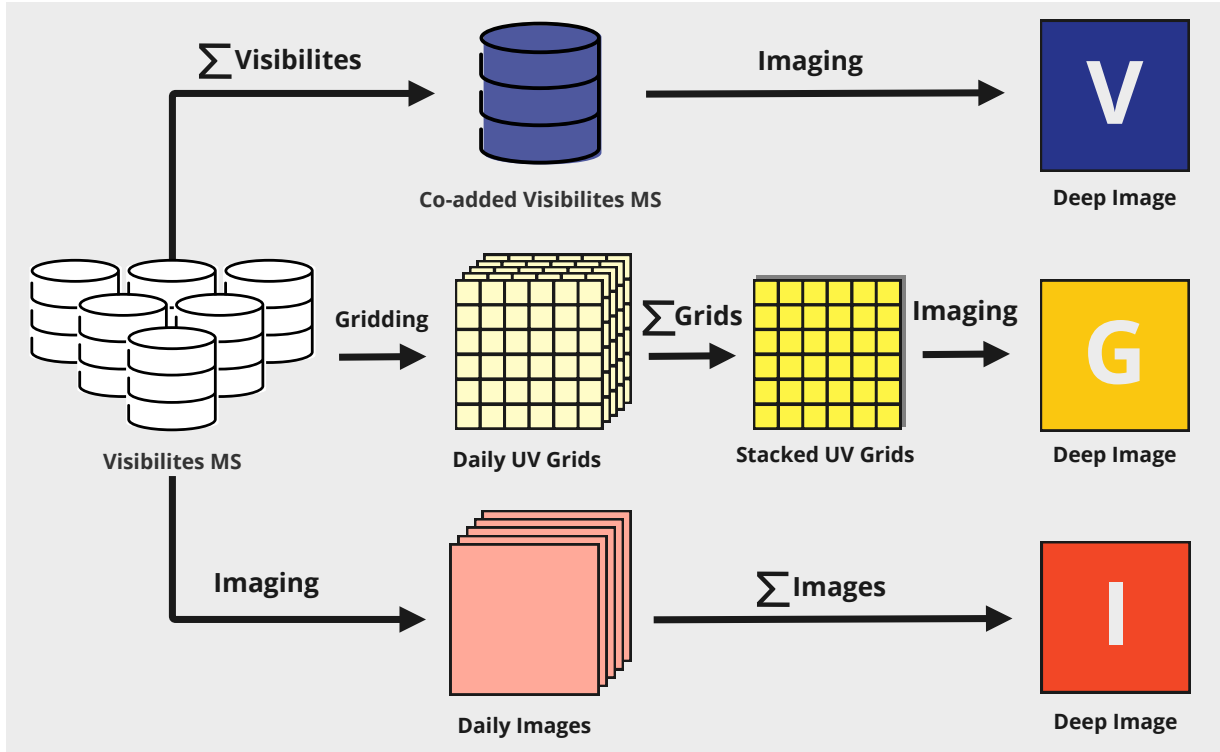 ∑Visibilites
Imaging
V
Co-added Visibilites MS
Deep Image
Gridding
∑Grids
Imaging
G
Visibilites MS
Daily UV Grids
Stacked UV Grids
Deep Image
Imaging
∑Images
I
Daily Images
Deep Image